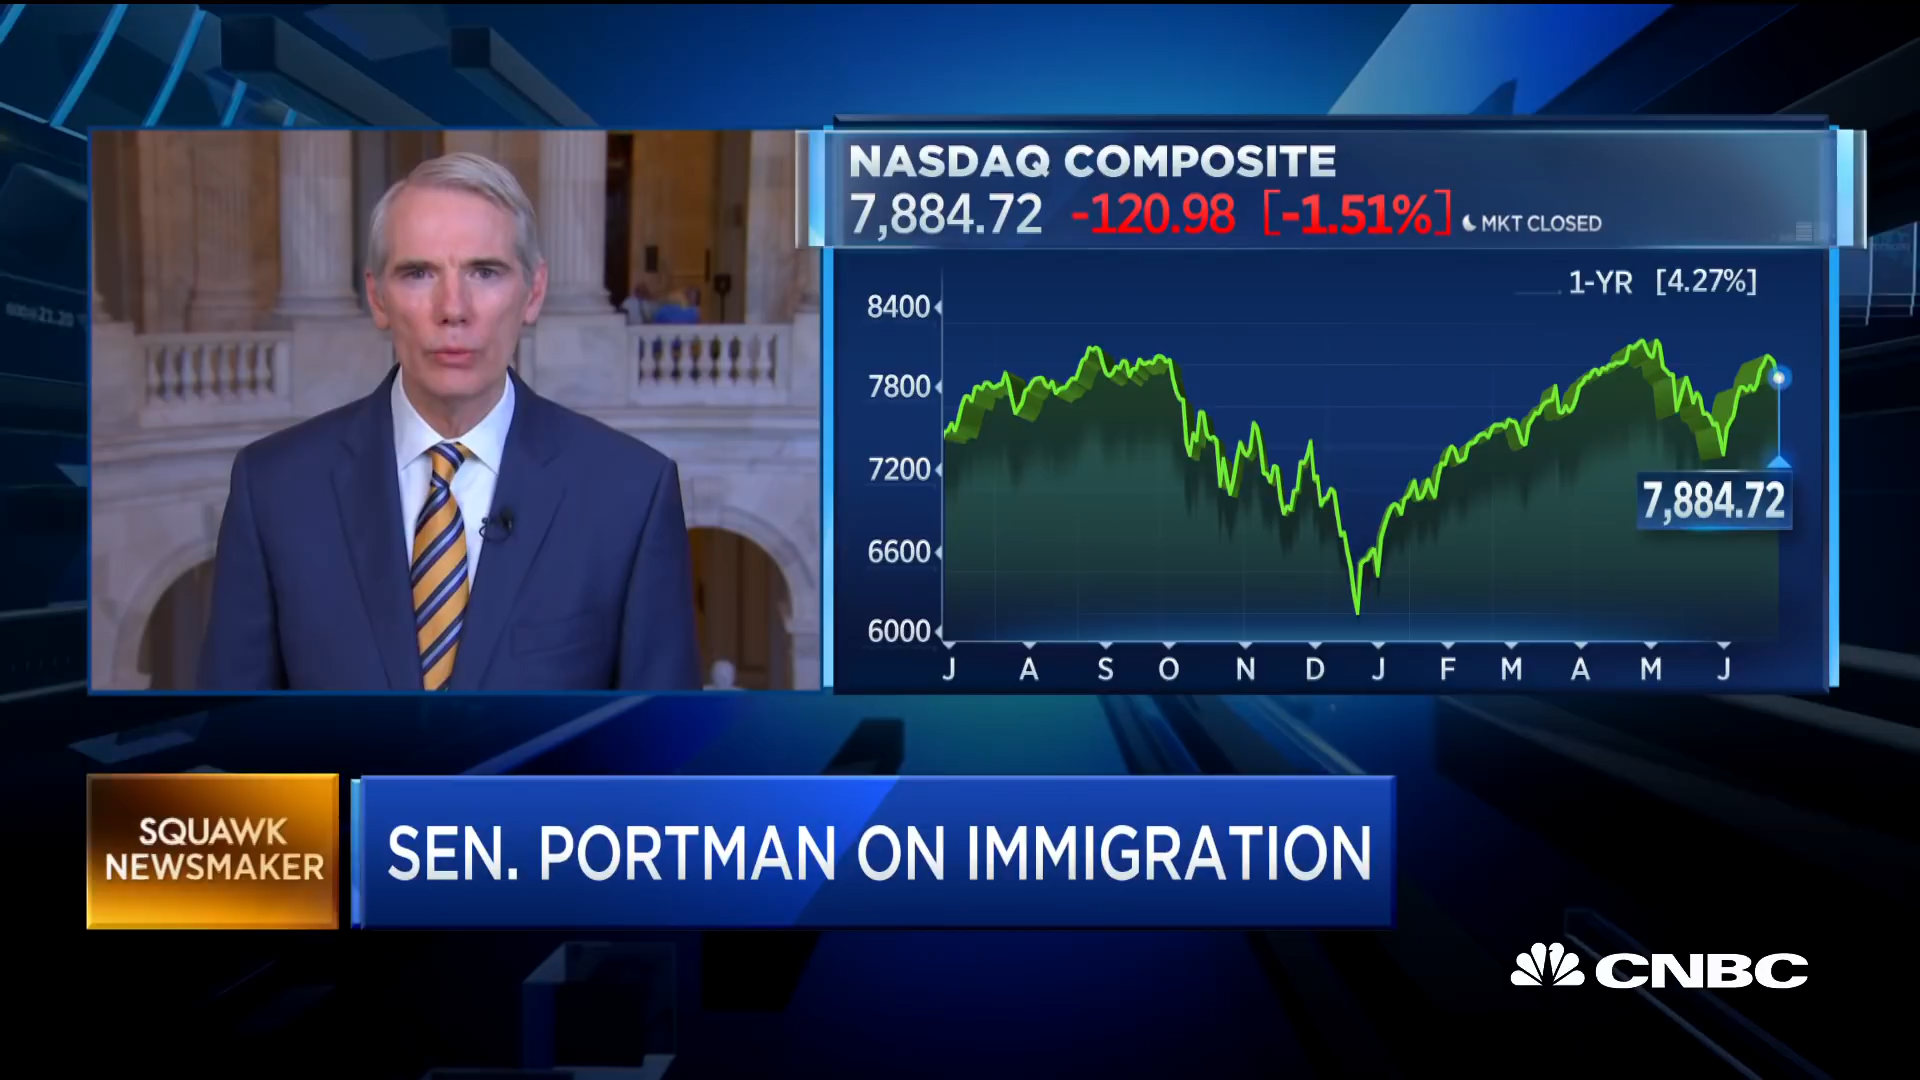 NASDAQ COMPOSITE
7,884.72 -120.98 [-1.51%] MKT CLOSED
1-YR [4.27%]
8400
7800
7200
6600
6000
7,884.72
J A S O N D J F M A M J
SQUAWK
NEWSMAKER
SEN. PORTMAN ON IMMIGRATION
CNBC